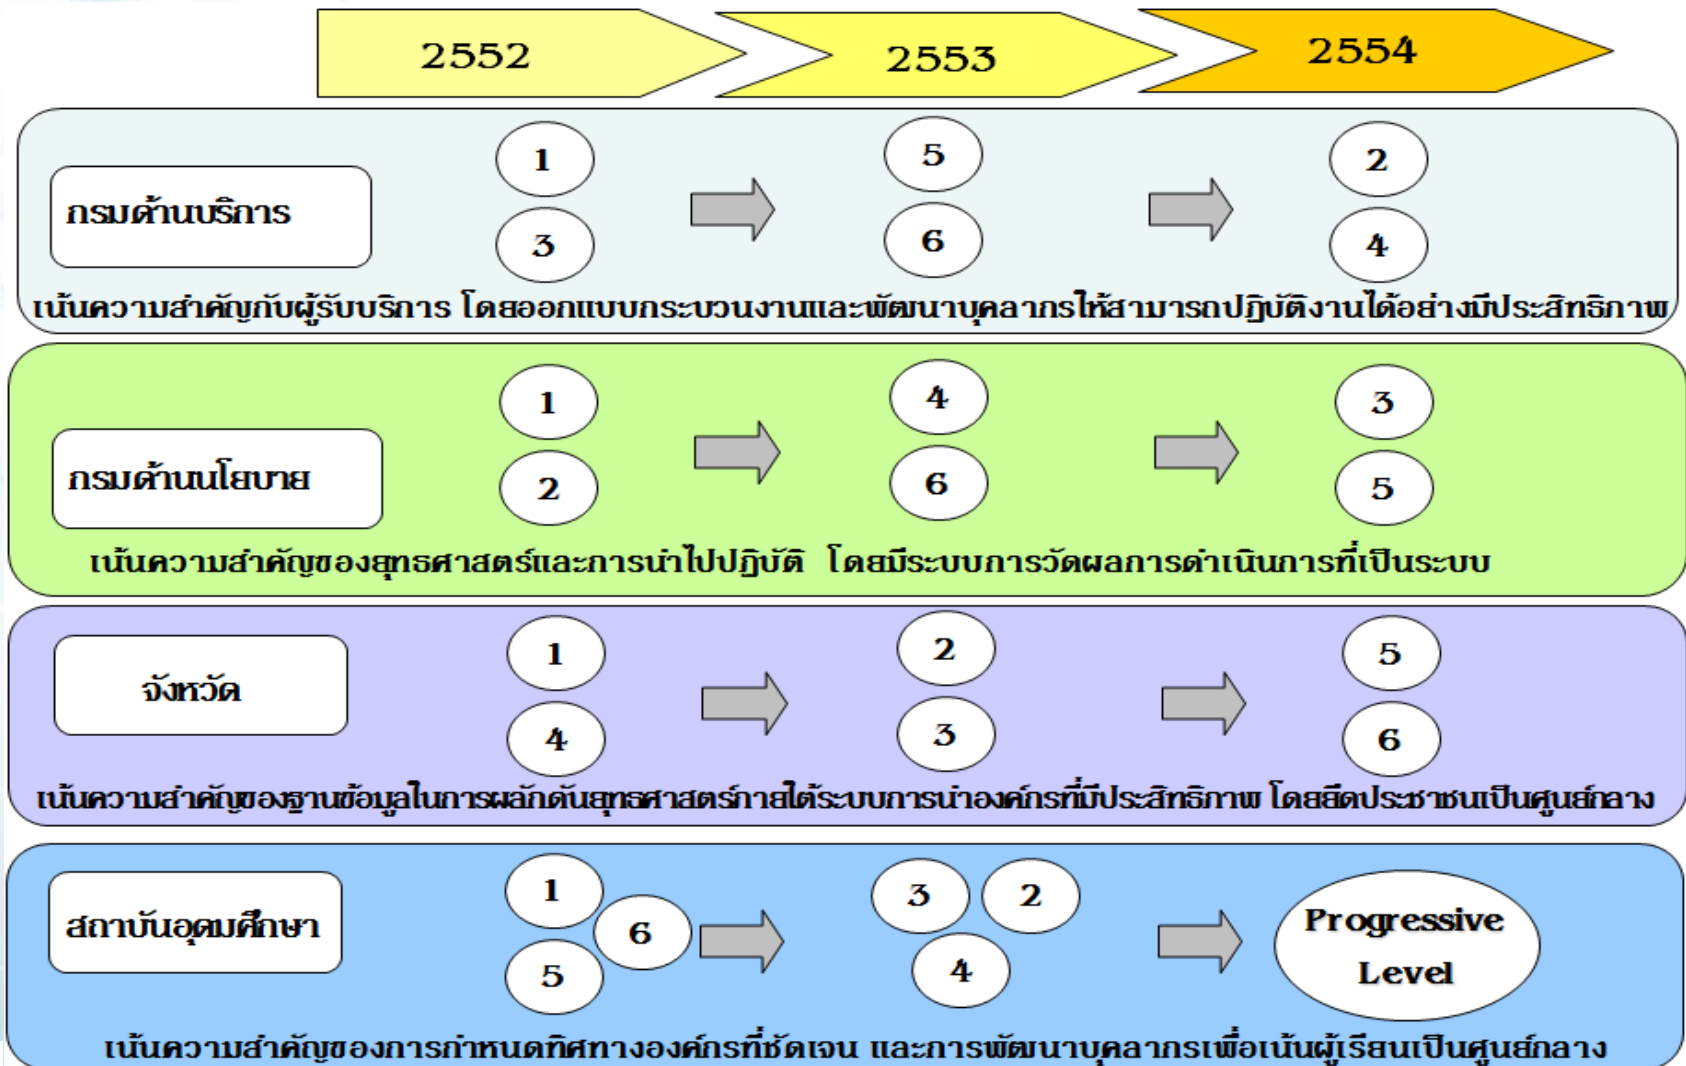 2552 2553 2554
1 5 2
กรมด้านบริการ
3 6 4
เน้นความสำคัญกับผู้รับบริการ โดยออกแบบกระบวนงานและพัฒนาบุคลากรให้สามารถปฏิบัติงานได้อย่างมีประสิทธิภาพ
1 4 3
กรมด้านนโยบาย
2 6 5
เน้นความสำคัญของยุทธศาสตร์และการนำไปปฏิบัติ โดยมีระบบการวัดผลการดำเนินการที่เป็นระบบ
1 2 5
จังหวัด
4 3 6
เน้นความสำคัญของฐานข้อมูลในการผลักดันยุทธศาสตร์ภายใต้ระบบการนำองค์กรที่มีประสิทธิภาพ โดยยึดประชาชนเป็นศูนย์กลาง
1 3 2
สถาบันอุดมศึกษา 6 Progressive
5 4 Level
เน้นความสำคัญของการกำหนดทิศทางองค์กรที่ชัดเจน และการพัฒนาบุคลากรเพื่อเน้นผู้เรียนเป็นศูนย์กลาง